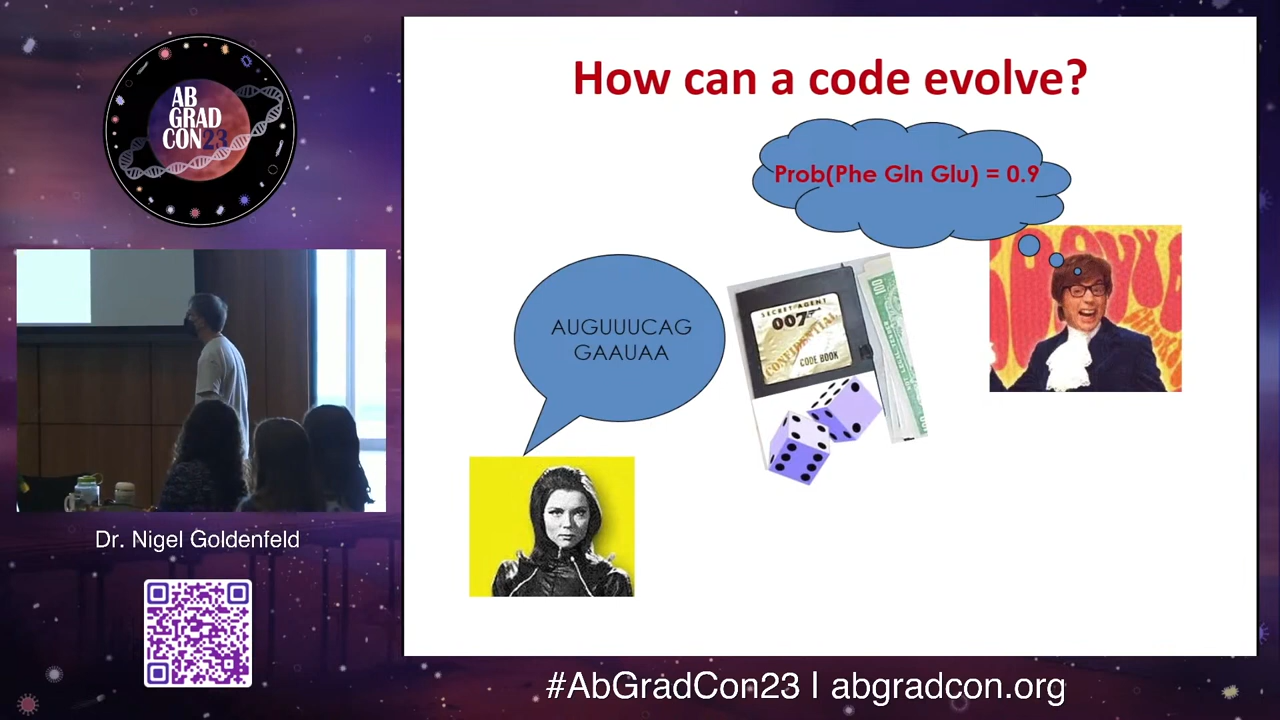 AB
GRAD
CON23
How can a code evolve?
Prob(Phe Gln Glu) = 0.9
AUGUUUCAG
GAAUAA
SECRET AGENT
007
CONFIDENTIAL
CODE BOOK
Dr. Nigel Goldenfeld
#AbGradCon23 | abgradcon.org